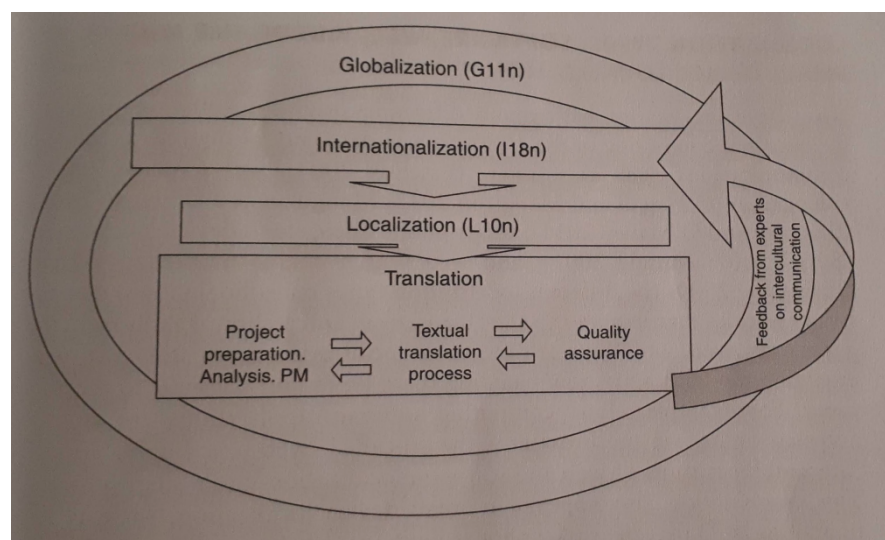 Globalization (G11n)
Internationalization (I18n)
Localization (L10n)
Translation
Project
preparation.
Analysis. PM
Textual
translation
process
Quality
assurance
Feedback from experts
on intercultural
communication